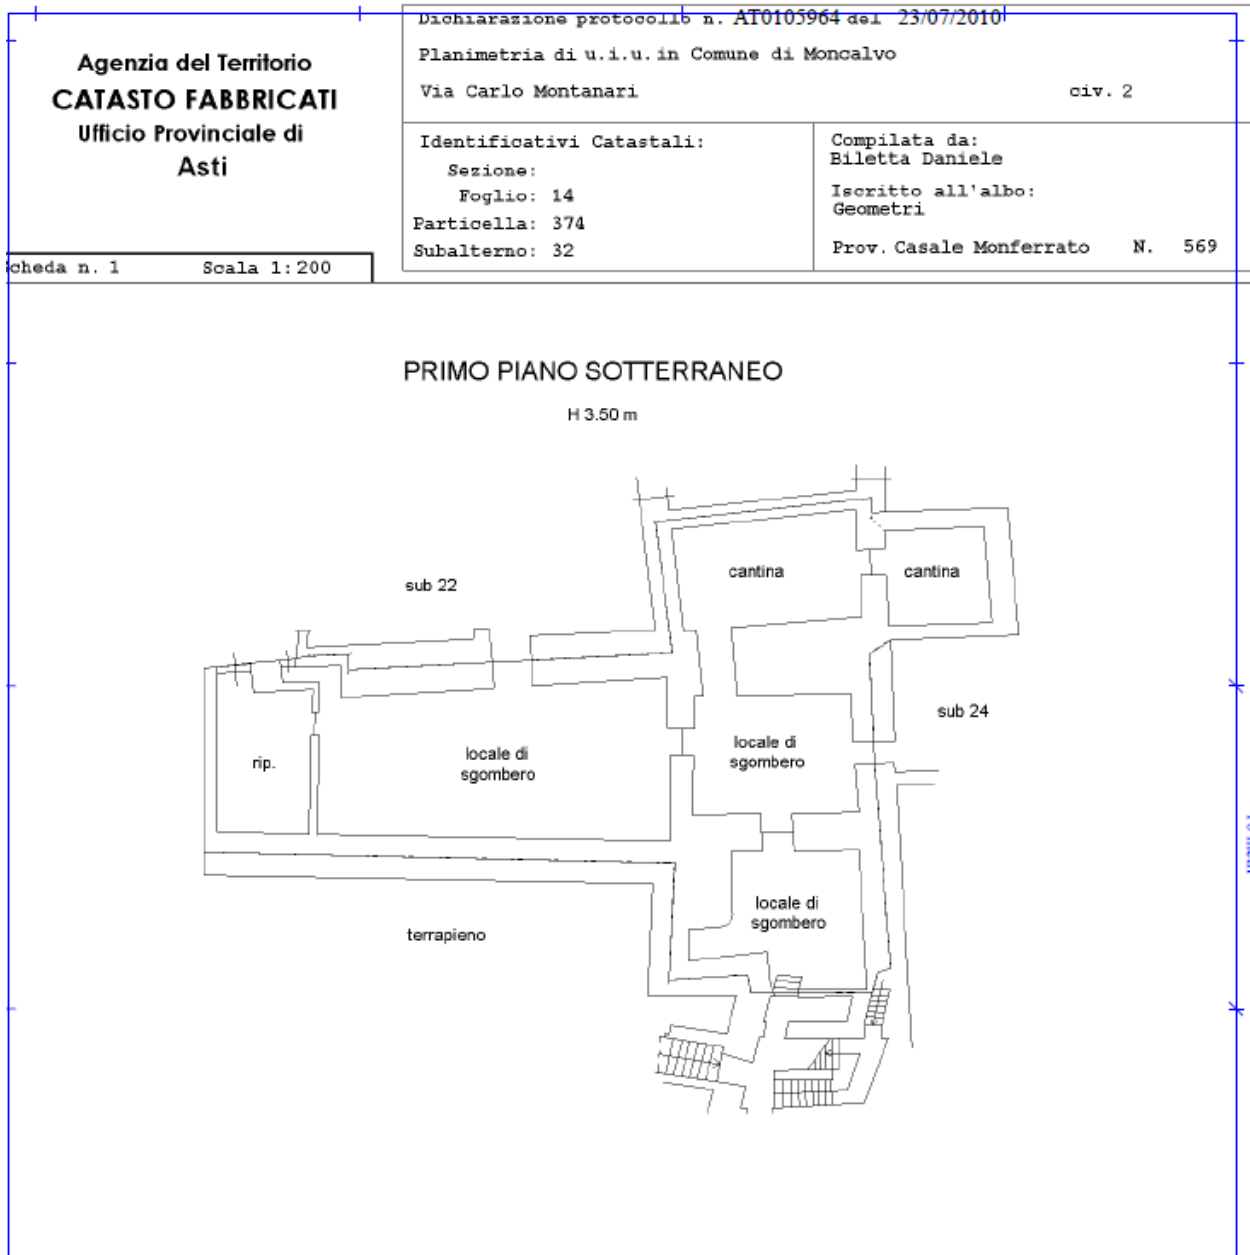 Agenzia del Territorio
CATASTO FABBRICATI
Ufficio Provinciale di
Asti
Dichiarazione protocollo n. AT0105964 del 23/07/2010
Planimetria di u.i.u. in Comune di Moncalvo
Via Carlo Montanari civ. 2
Identificativi Catastali:
Sezione:
Foglio: 14
Particella: 374
Subalterno: 32
Compilata da:
Biletta Daniele
Iscritto all'albo:
Geometri
Prov. Casale Monferrato N. 569
cheda n. 1 Scala 1:200
PRIMO PIANO SOTTERRANEO
H 3.50 m
cantina
cantina
sub 22
sub 24
rip.
locale di
sgombero
locale di
sgombero
locale di
sgombero
terrapieno